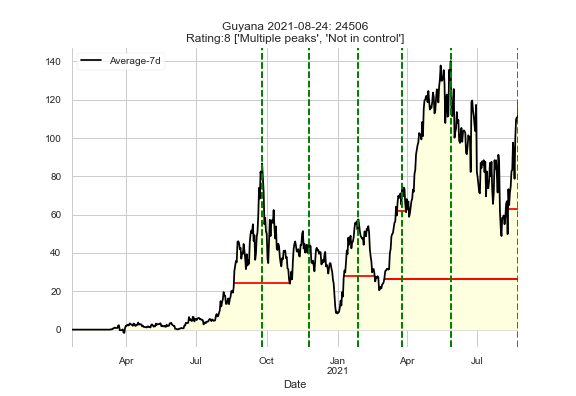 Guyana 2021-08-24: 24506
Rating:8 ['Multiple peaks', 'Not in control']
Average-7d
140
120
100
80
60
40
20
0
Apr
Jul
Oct
Jan
2021
Apr
Jul
Date